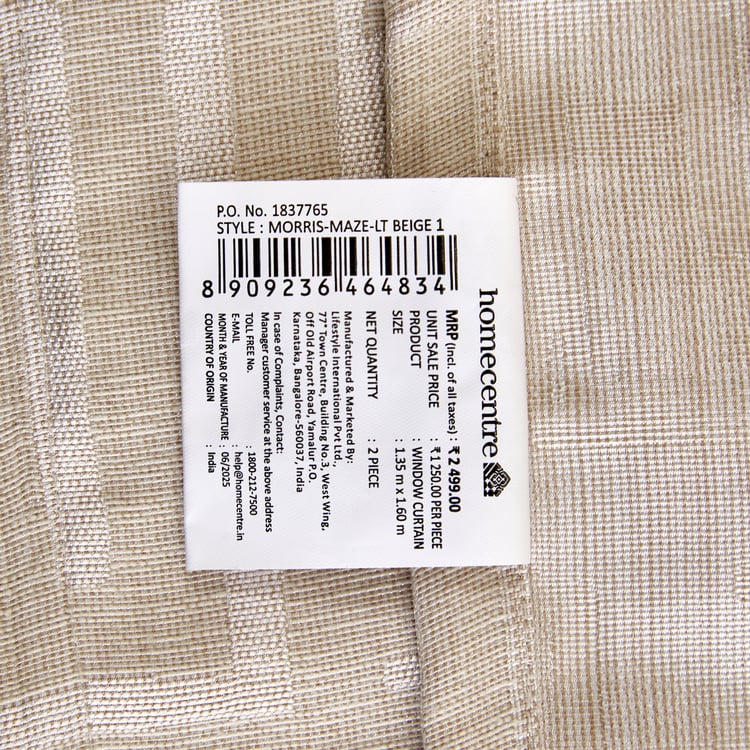 P.O. No. 1837765
STYLE : MORRIS-MAZE-LT BEIGE 1
8 909236 464834
homecentre
MRP (Incl. of all taxes) : ₹ 2 499.00
UNIT SALE PRICE : ₹ 1 250.00 PER PIECE
PRODUCT : WINDOW CURTAIN
SIZE : 1.35 m x 1.60 m
NET QUANTITY : 2 PIECE
Manufactured & Marketed By:
Lifestyle International Pvt Ltd.,
77° Town Centre, Building No.3, West Wing,
Off Old Airport Road, Yamalur P.O.
Karnataka, Bangalore-560037, India
In case of Complaints, Contact:
Manager customer service at the above address
TOLL FREE No. : 1800-212-7500
E-MAIL : help@homecentre.in
MONTH & YEAR OF MANUFACTURE : 06/2025
COUNTRY OF ORIGIN : India